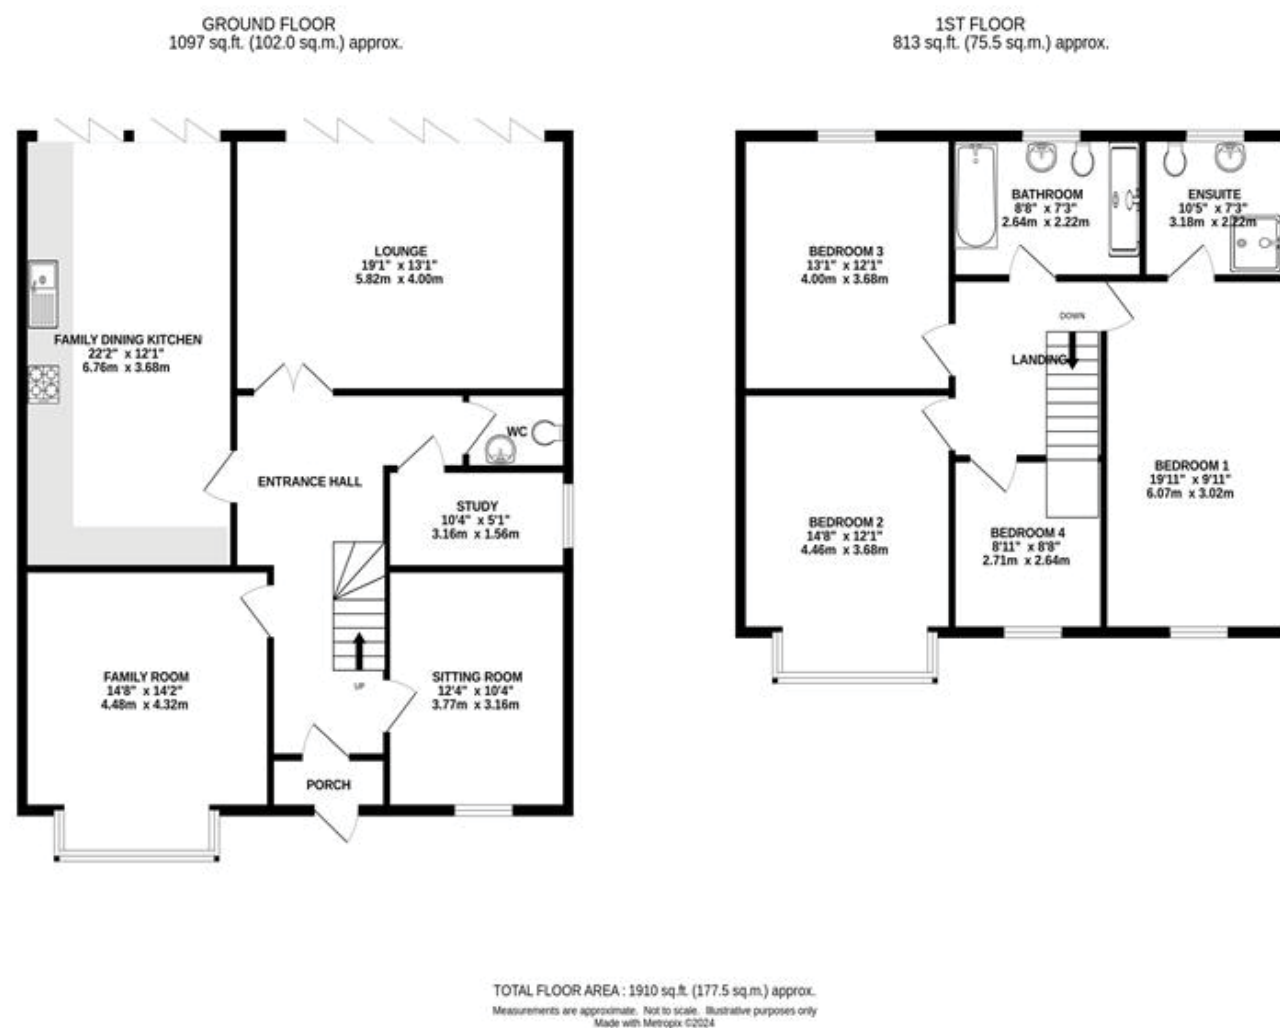 GROUND FLOOR
1097 sq.ft. (102.0 sq.m.) approx.
LOUNGE
19'1" x 13'1"
5.82m x 4.00m
FAMILY DINING KITCHEN
22'2" x 12'1"
6.76m x 3.68m
WC
ENTRANCE HALL
STUDY
10'4" x 5'1"
3.16m x 1.56m
FAMILY ROOM
14'8" x 14'2"
4.48m x 4.32m
UP
SITTING ROOM
12'4" x 10'4"
3.77m x 3.16m
PORCH
1ST FLOOR
813 sq.ft. (75.5 sq.m.) approx.
BATHROOM
8'8" x 7'3"
2.64m x 2.22m
ENSUITE
10'5" x 7'3"
3.18m x 2.22m
BEDROOM 3
13'1" x 12'1"
4.00m x 3.68m
DOWN
LANDING
BEDROOM 1
19'11" x 9'11"
6.07m x 3.02m
BEDROOM 2
14'8" x 12'1"
4.46m x 3.68m
BEDROOM 4
8'11" x 8'8"
2.71m x 2.64m
TOTAL FLOOR AREA : 1910 sq.ft. (177.5 sq.m.) approx.
Measurements are approximate. Not to scale. Illustrative purposes only
Made with Metropix ©2024